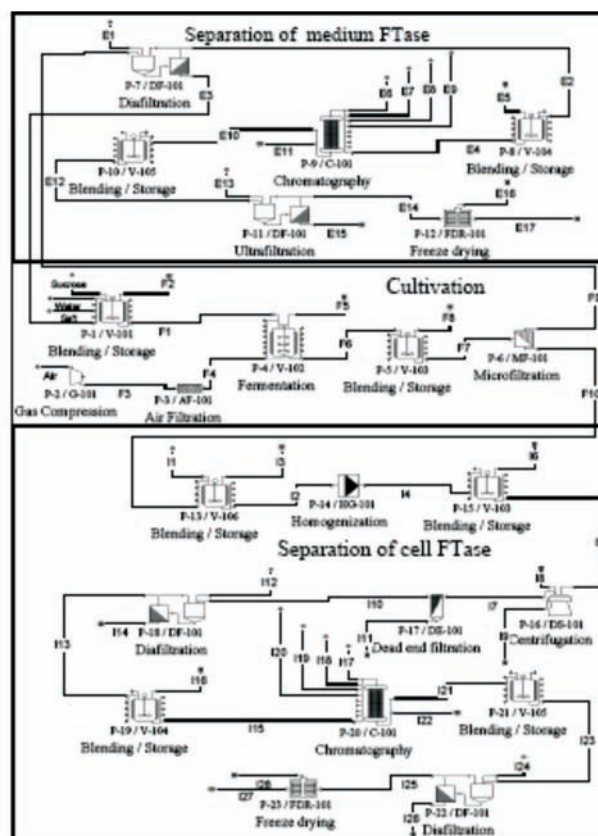 Separation of medium FTase
E1
P-7 / DF-101
Diafiltration
E3
E2
E6
E7
E8
E9
E5
E10
E11
P-9 / C-101
Chromatography
E4
P-8 / V-104
Blending / Storage
P-10 / V-105
Blending / Storage
E12
E13
P-11 / DF-101
Ultrafiltration
E15
E14
E16
P-12 / FDR-101
Freeze drying
E17
Cultivation
Sucrose
Water
Salt
F2
P-1 / V-101
Blending / Storage
F1
F5
P-4 / V-102
Fermentation
F6
F8
P-5 / V-103
Blending / Storage
F7
P-6 / MF-101
Microfiltration
F9
F10
Air
P-2 / G-101
Gas Compression
F3
P-3 / AF-101
Air Filtration
F4
I1
I3
P-13 / V-106
Blending / Storage
I2
P-14 / HG-101
Homogenization
I4
I6
P-15 / V-103
Blending / Storage
Separation of cell FTase
I12
P-18 / DF-101
Diafiltration
I14
I13
I10
P-17 / DE-101
Dead end filtration
I11
I7
I8
P-16 / DS-101
Centrifugation
I9
I16
P-19 / V-104
Blending / Storage
I15
I20
I19
I18
I17
P-20 / C-101
Chromatography
I21
I22
P-21 / V-105
Blending / Storage
I23
I24
P-22 / DF-101
Diafiltration
I25
I26
P-23 / FDR-101
Freeze drying
I27